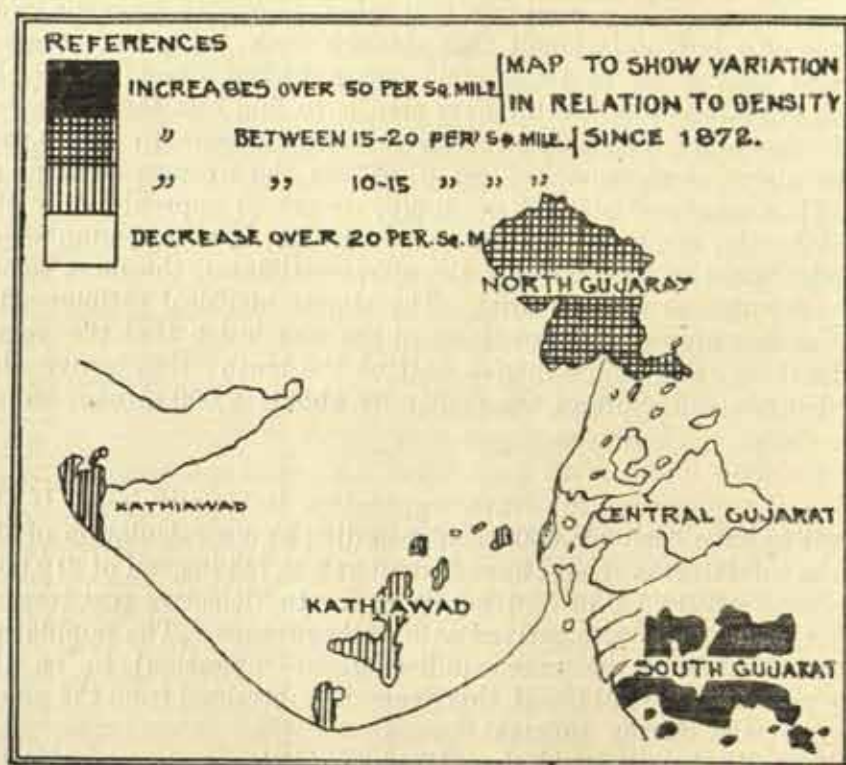 REFERENCES
INCREASES OVER 50 PER SQ. MILE
" BETWEEN 15-20 PER SQ. MILE.
" " 10-15 " " "
DECREASE OVER 20 PER. SQ. M
MAP TO SHOW VARIATION
IN RELATION TO DENSITY
SINCE 1872.
NORTH GUJARAT
KATHIAWAD
CENTRAL GUJARAT
KATHIAWAD
SOUTH GUJARAT